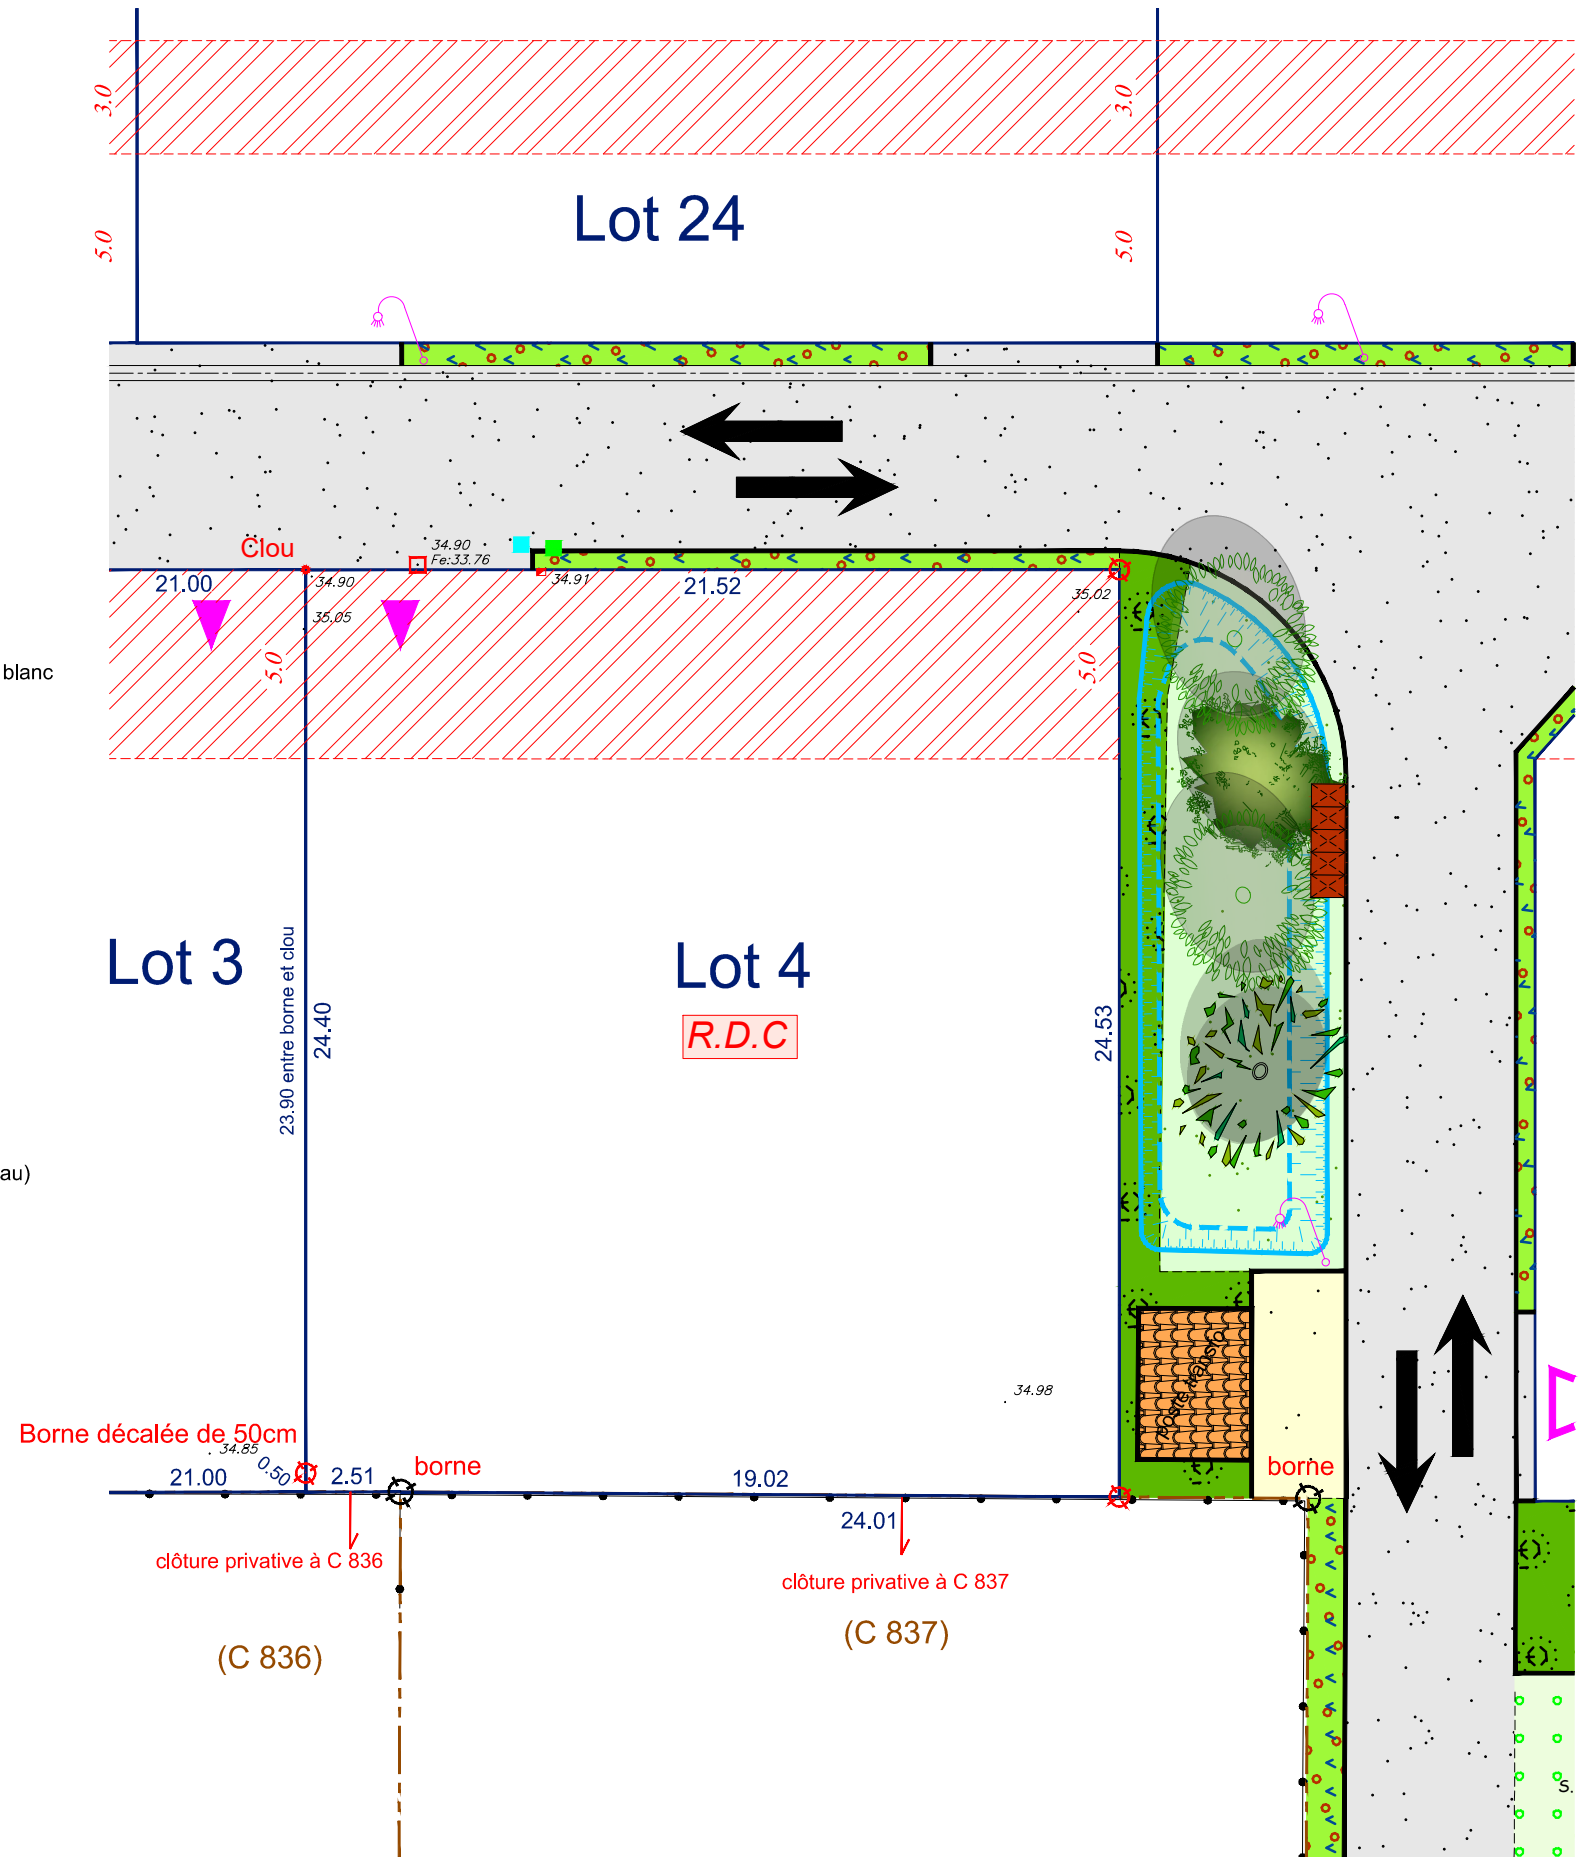 3.0
3.0
Lot 24
5.0
5.0
Clou
34.90
Fe:33.76
21.00
34.90
34.91
21.52
35.02
35.05
5.0
5.0
blanc
Lot 3
Lot 4
23.90 entre borne et clou
24.40
R.D.C
24.53
au)
Poste transfo
34.98
Borne décalée de 50cm
34.85
0.50
21.00
2.51
borne
19.02
borne
24.01
clôture privative à C 836
clôture privative à C 837
(C 836)
(C 837)
s.